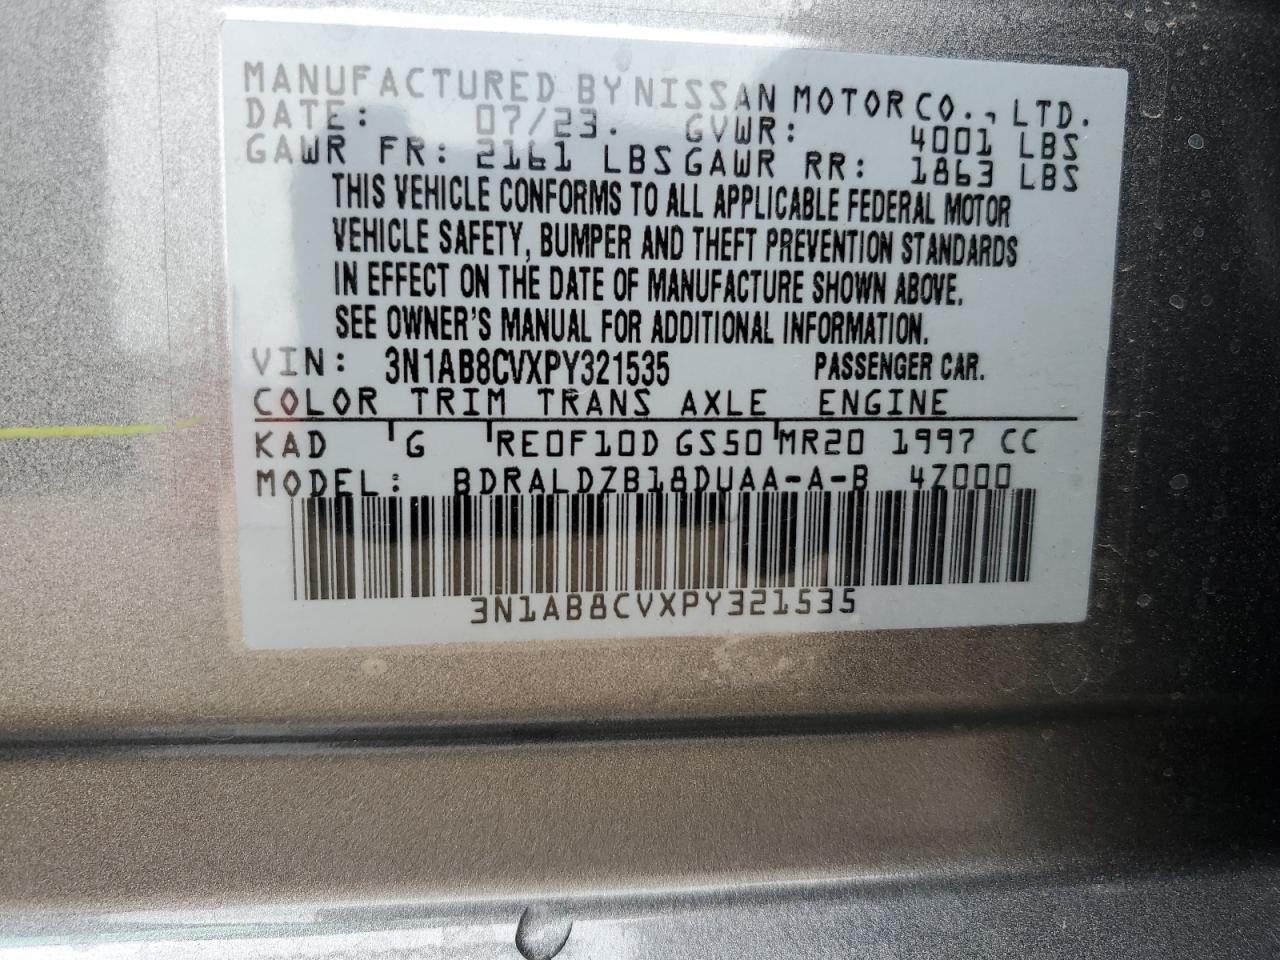 MANUFACTURED BY NISSAN MOTOR CO., LTD.
DATE: 07/23. GVWR: 4001 LBS
GAWR FR: 2161 LBS GAWR RR: 1863 LBS
THIS VEHICLE CONFORMS TO ALL APPLICABLE FEDERAL MOTOR
VEHICLE SAFETY, BUMPER AND THEFT PREVENTION STANDARDS
IN EFFECT ON THE DATE OF MANUFACTURE SHOWN ABOVE.
SEE OWNER'S MANUAL FOR ADDITIONAL INFORMATION.
VIN: 3N1AB8CVXPY321535 PASSENGER CAR.
COLOR TRIM TRANS AXLE ENGINE
KAD G RE0F10D GS50 MR20 1997 CC
MODEL: BDRALDZB18DUAA-A-B 4Z000
3N1AB8CVXPY321535